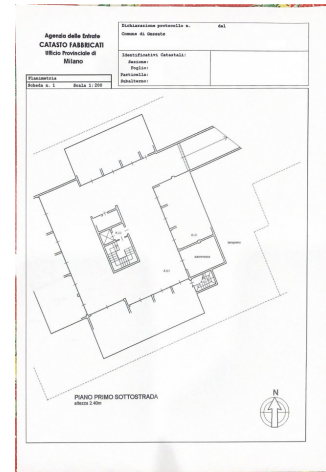 Agenzia delle Entrate
CATASTO FABBRICATI
Ufficio Provinciale di
Milano
Dichiarazione protocollo n. del
Comune di Gessate
Identificativi Catastali:
Sezione:
Foglio:
Particella:
Subalterno:
Planimetria
Scheda n. 1 Scala 1:200
PIANO PRIMO SOTTOSTRADA
altezza 2.40m
N